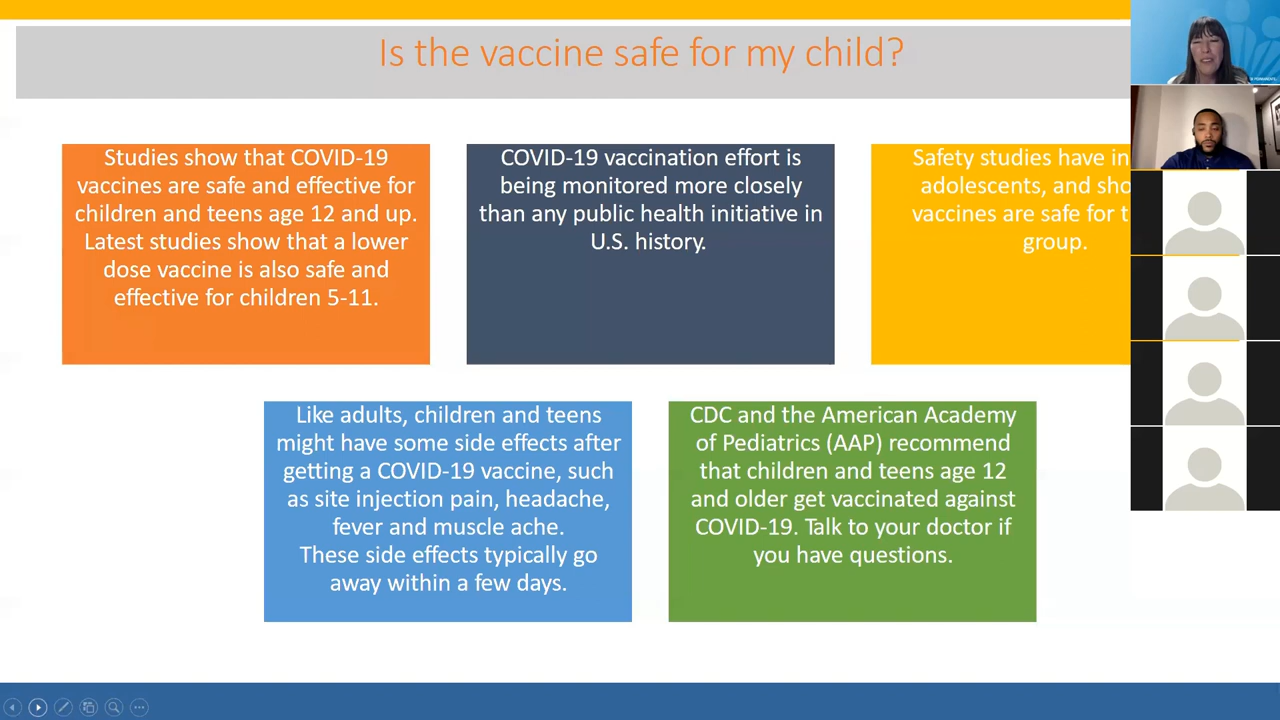 Is the vaccine safe for my child?
Studies show that COVID-19
vaccines are safe and effective for
children and teens age 12 and up.
Latest studies show that a lower
dose vaccine is also safe and
effective for children 5-11.
COVID-19 vaccination effort is
being monitored more closely
than any public health initiative in
U.S. history.
Safety studies have in
adolescents, and sho
vaccines are safe for t
group.
Like adults, children and teens
might have some side effects after
getting a COVID-19 vaccine, such
as site injection pain, headache,
fever and muscle ache.
These side effects typically go
away within a few days.
CDC and the American Academy
of Pediatrics (AAP) recommend
that children and teens age 12
and older get vaccinated against
COVID-19. Talk to your doctor if
you have questions.